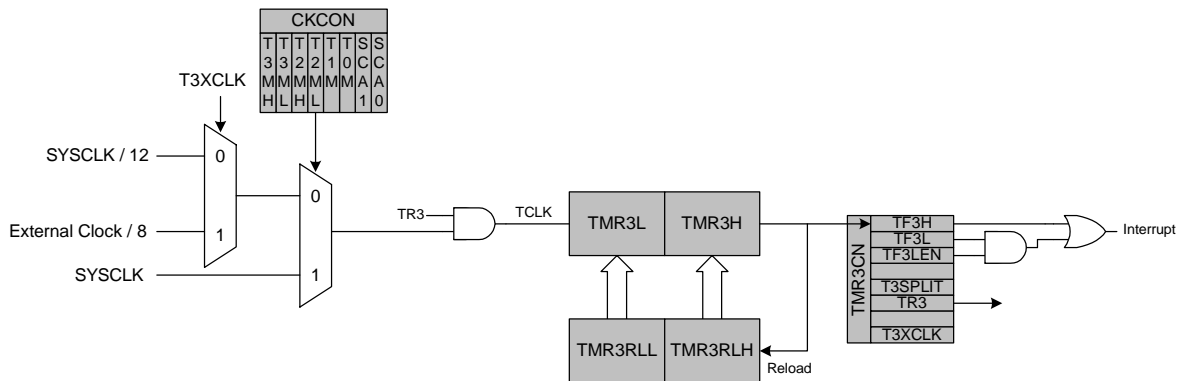 CKCON
T3MH
T3ML
T2MH
T2ML
T1M
T0M
SCA1
SCA0
T3XCLK
SYSCLK / 12
0
External Clock / 8
1
SYSCLK
0
1
TR3
TCLK
TMR3L
TMR3H
TMR3RLL
TMR3RLH
Reload
TMR3CN
TF3H
TF3L
TF3LEN
T3SPLIT
TR3
T3XCLK
Interrupt